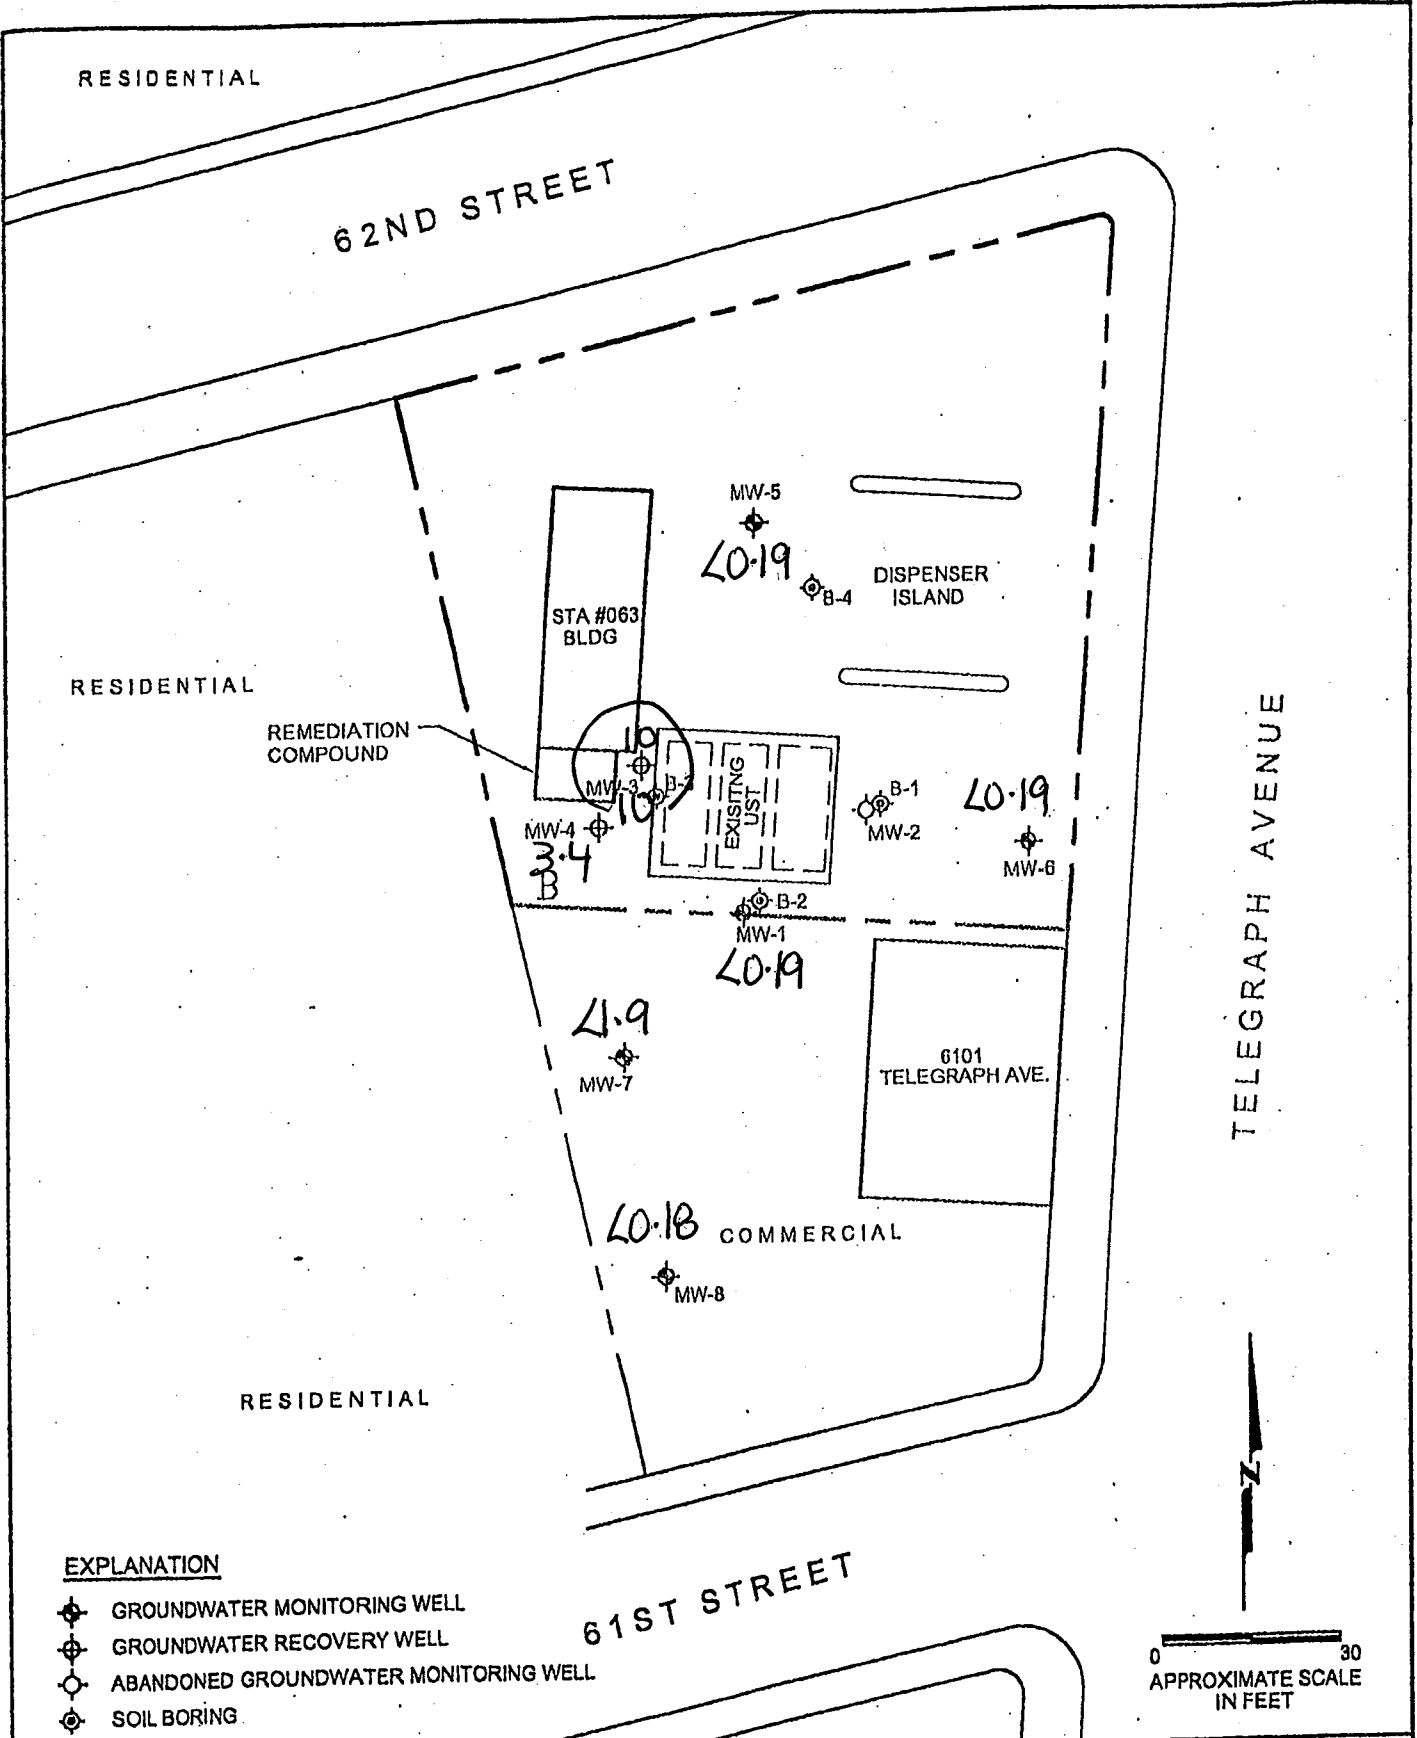 RESIDENTIAL
62ND STREET
MW-5
<0.19
B-4
DISPENSER
ISLAND
STA #063
BLDG
RESIDENTIAL
REMEDIATION
COMPOUND
10
MW-3
10
EXISITNG
UST
B-1
MW-2
<0.19
MW-6
MW-4
3.4
B
B-2
MW-1
<0.19
<1.9
MW-7
6101
TELEGRAPH AVE.
TELEGRAPH AVENUE
<0.18
COMMERCIAL
MW-8
RESIDENTIAL
N
EXPLANATION
GROUNDWATER MONITORING WELL
GROUNDWATER RECOVERY WELL
ABANDONED GROUNDWATER MONITORING WELL
SOIL BORING
61ST STREET
0 30
APPROXIMATE SCALE
IN FEET